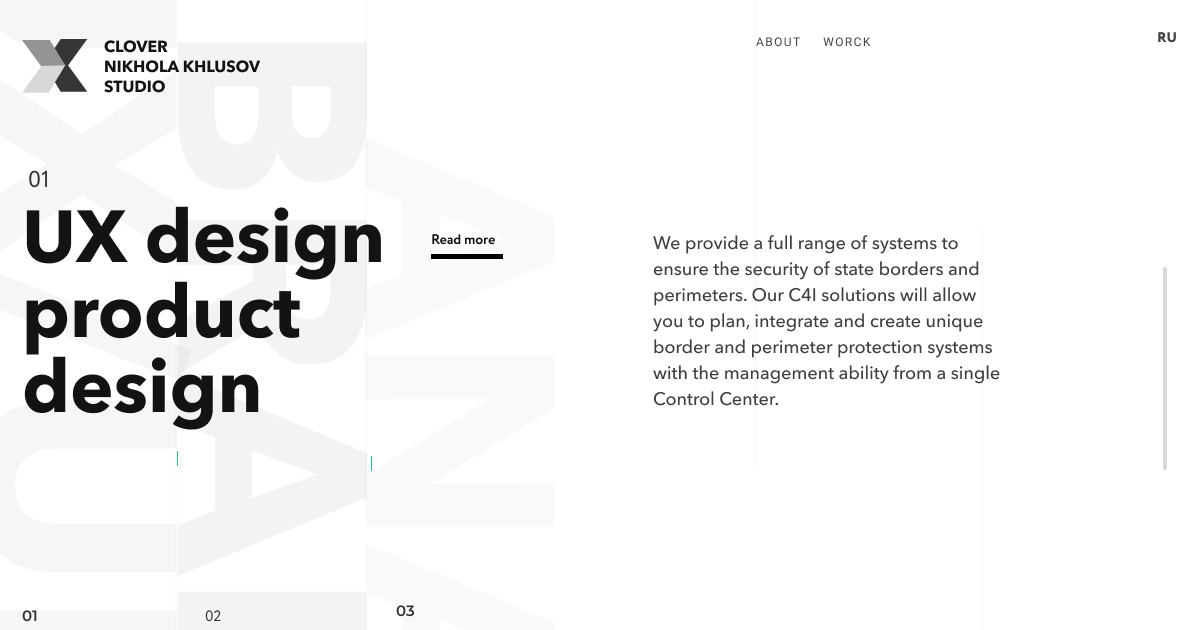 CLOVER
NIKHOLA KHLUSOV
STUDIO
ABOUT
WORCK
RU
01
UX design
product
design
Read more
We provide a full range of systems to
ensure the security of state borders and
perimeters. Our C4I solutions will allow
you to plan, integrate and create unique
border and perimeter protection systems
with the management ability from a single
Control Center.
01
02
03